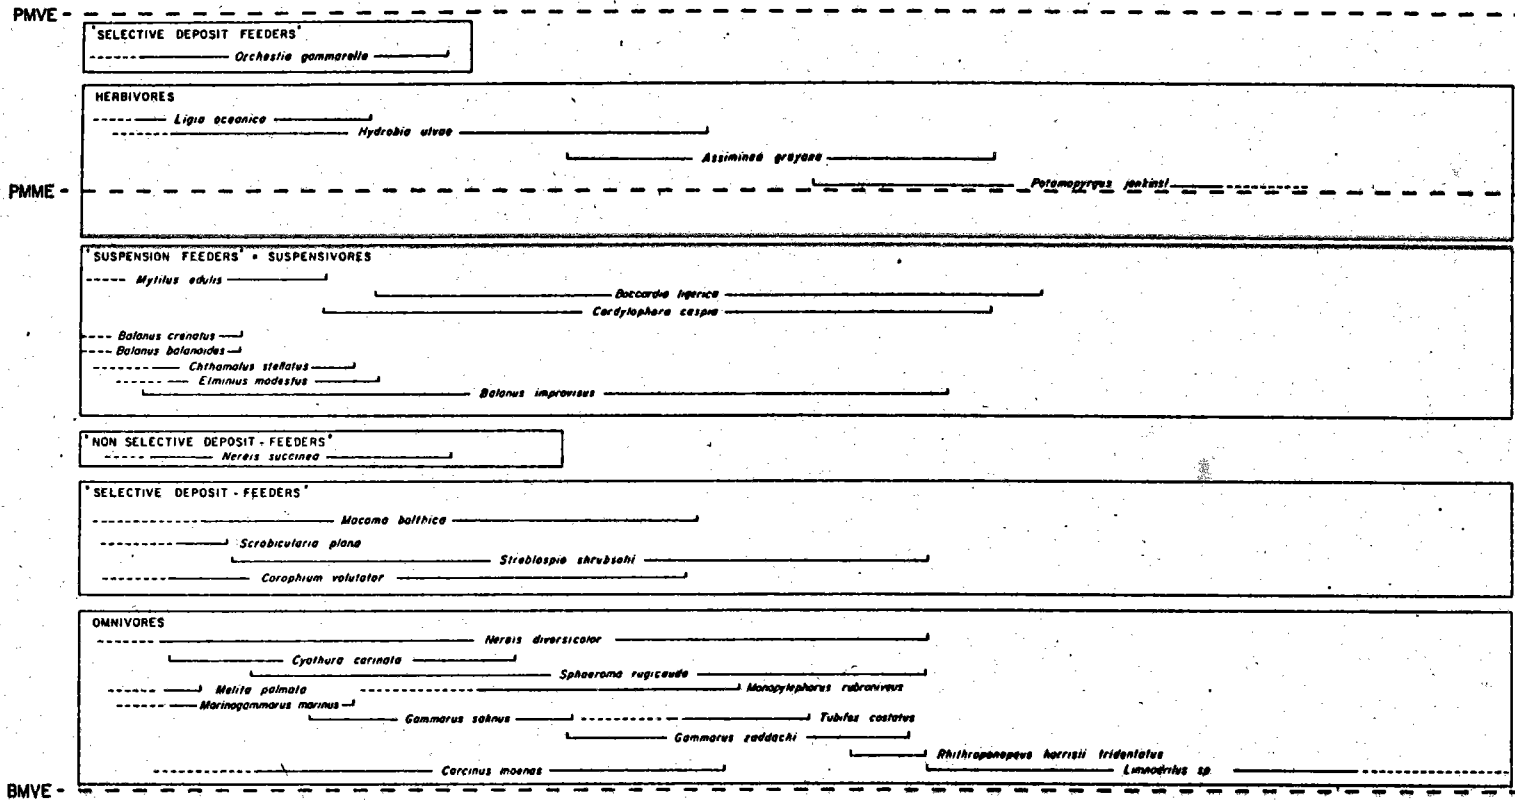 PMVE -
"SELECTIVE DEPOSIT FEEDERS"
Orchestia gammarella
HERBIVORES
Ligia oceanica
Hydrobia ulvae
Assiminea grayana
PMME -
Potamopyrgus jenkinsi
"SUSPENSION FEEDERS" = SUSPENSIVORES
Mytilus edulis
Boccardia ligerica
Cordylophora caspia
Balanus crenatus
Balanus balanoides
Chthamalus stellatus
Elminius modestus
Balanus improvisus
"NON SELECTIVE DEPOSIT - FEEDERS"
Nereis succinea
"SELECTIVE DEPOSIT - FEEDERS"
Macoma balthica
Scrobicularia plana
Streblospio shrubsolii
Corophium volutator
OMNIVORES
Nereis diversicolor
Cyathura carinata
Sphaeroma rugicauda
Melita palmata
Monopylephorus rubroniveus
Marinogammarus marinus
Gammarus salinus
Tubifex costatus
Gammarus zaddachi
Rhithropanopeus harrisii tridentatus
Carcinus maenas
Limnodrilus sp.
BMVE -